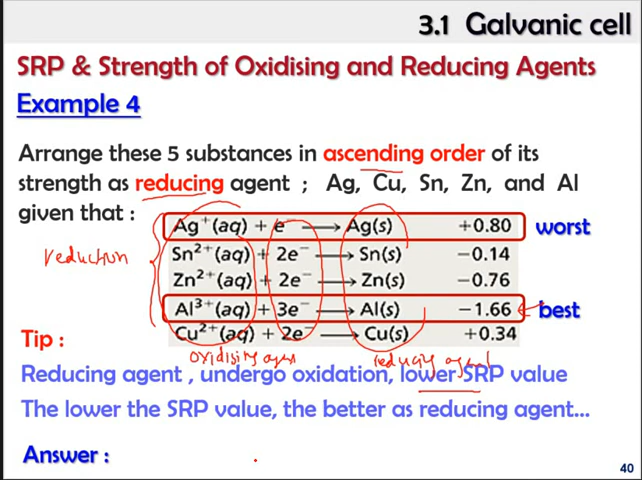 3.1 Galvanic cell
SRP & Strength of Oxidising and Reducing Agents
Example 4
Arrange these 5 substances in ascending order of its
strength as reducing agent ; Ag, Cu, Sn, Zn, and Al
given that :
Ag⁺(aq) + e⁻ ⟶ Ag(s) +0.80 worst
reduction
Sn²⁺(aq) + 2e⁻ ⟶ Sn(s) −0.14
Zn²⁺(aq) + 2e⁻ ⟶ Zn(s) −0.76
Al³⁺(aq) + 3e⁻ ⟶ Al(s) −1.66 best
Cu²⁺(aq) + 2e⁻ ⟶ Cu(s) +0.34
Tip :
oxidising agen reducing agent
Reducing agent , undergo oxidation, lower SRP value
The lower the SRP value, the better as reducing agent...
Answer :
40